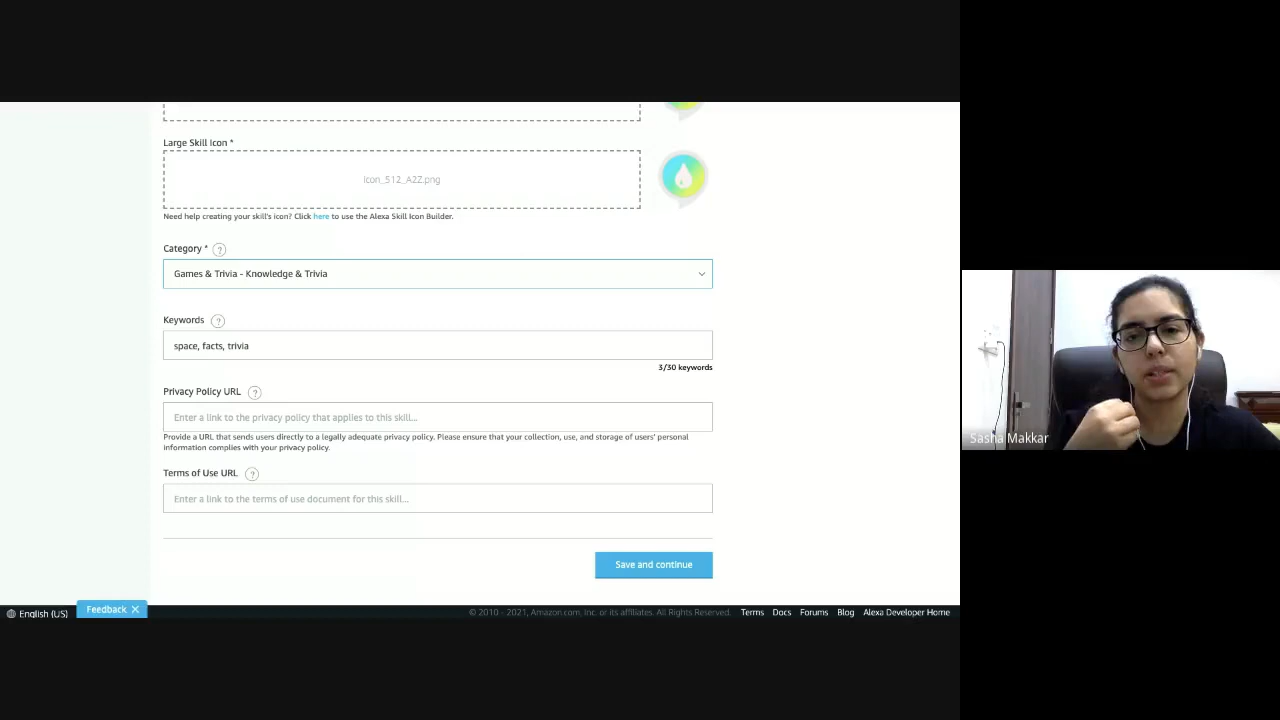 Large Skill Icon *
Icon_512_A2Z.png
Need help creating your skill's icon? Click here to use the Alexa Skill Icon Builder.
Category * ?
Games & Trivia - Knowledge & Trivia
Keywords ?
space, facts, trivia
3/30 keywords
Privacy Policy URL ?
Enter a link to the privacy policy that applies to this skill...
Provide a URL that sends users directly to a legally adequate privacy policy. Please ensure that your collection, use, and storage of users' personal
information complies with your privacy policy.
Terms of Use URL ?
Enter a link to the terms of use document for this skill...
Save and continue
English (US)
Feedback
© 2010 - 2021, Amazon.com, Inc. or its affiliates. All Rights Reserved.
Terms Docs Forums Blog Alexa Developer Home
Sasha Makkar